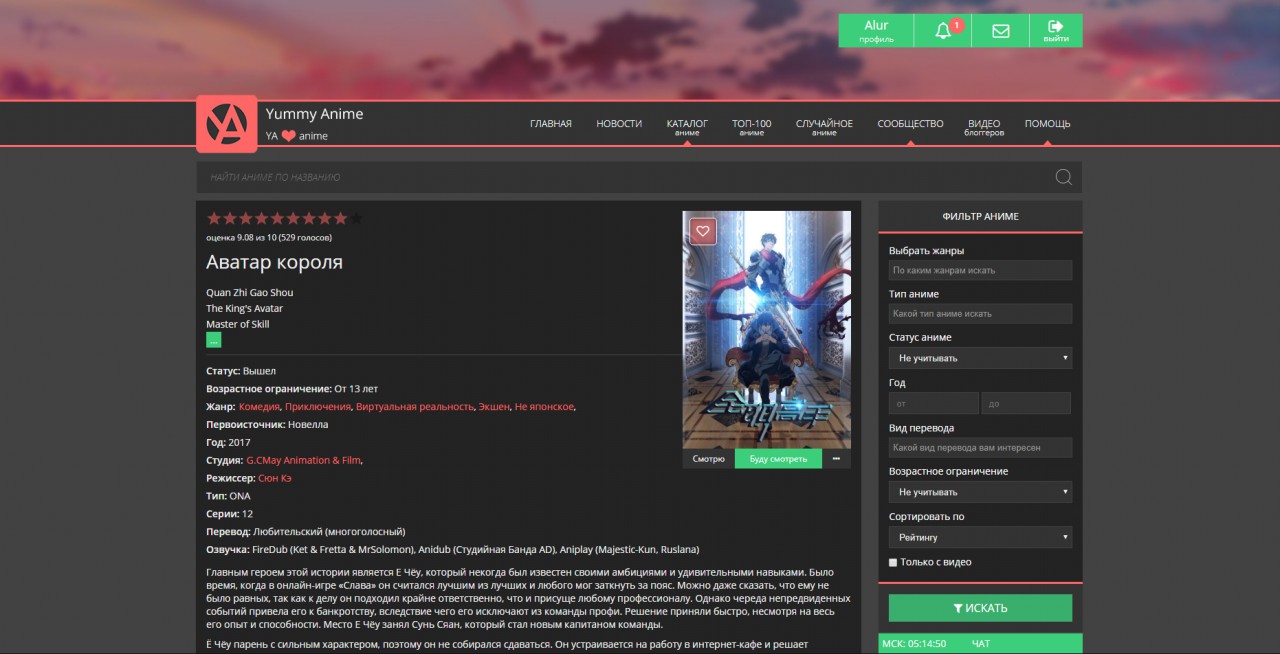 Alur
профиль
1
выйти
YA
Yummy Anime
YA ❤ anime
ГЛАВНАЯ
НОВОСТИ
КАТАЛОГ
аниме
ТОП-100
аниме
СЛУЧАЙНОЕ
аниме
СООБЩЕСТВО
ВИДЕО
блоггеров
ПОМОЩЬ
НАЙТИ АНИМЕ ПО НАЗВАНИЮ
оценка 9.08 из 10 (529 голосов)
Аватар короля
Quan Zhi Gao Shou
The King's Avatar
Master of Skill
...
Статус: Вышел
Возрастное ограничение: От 13 лет
Жанр: Комедия, Приключения, Виртуальная реальность, Экшен, Не японское,
Первоисточник: Новелла
Год: 2017
Студия: G.CMay Animation & Film,
Режиссер: Сюн Кэ
Тип: ONA
Серии: 12
Перевод: Любительский (многоголосный)
Озвучка: FireDub (Ket & Fretta & MrSolomon), Anidub (Студийная Банда AD), Aniplay (Majestic-Kun, Ruslana)
Смотрю
Буду смотреть
Главным героем этой истории является Е Чёу, который некогда был известен своими амбициями и удивительными навыками. Было
время, когда в онлайн-игре «Слава» он считался лучшим из лучших и любого мог заткнуть за пояс. Можно даже сказать, что ему не
было равных, так как к делу он подходил крайне ответственно, что и присуще любому профессионалу. Однако череда непредвиденных
событий привела его к банкротству, вследствие чего его исключают из команды профи. Решение приняли быстро, несмотря на весь
его опыт и способности. Место Е Чёу занял Сунь Сяан, который стал новым капитаном команды.
Ё Чёу парень с сильным характером, поэтому он не собирался сдаваться. Он устраивается на работу в интернет-кафе и решает
ФИЛЬТР АНИМЕ
Выбрать жанры
По каким жанрам искать
Тип аниме
Какой тип аниме искать
Статус аниме
Не учитывать
Год
от
до
Вид перевода
Какой вид перевода вам интересен
Возрастное ограничение
Не учитывать
Сортировать по
Рейтингу
Только с видео
ИСКАТЬ
МСК: 05:14:50
ЧАТ